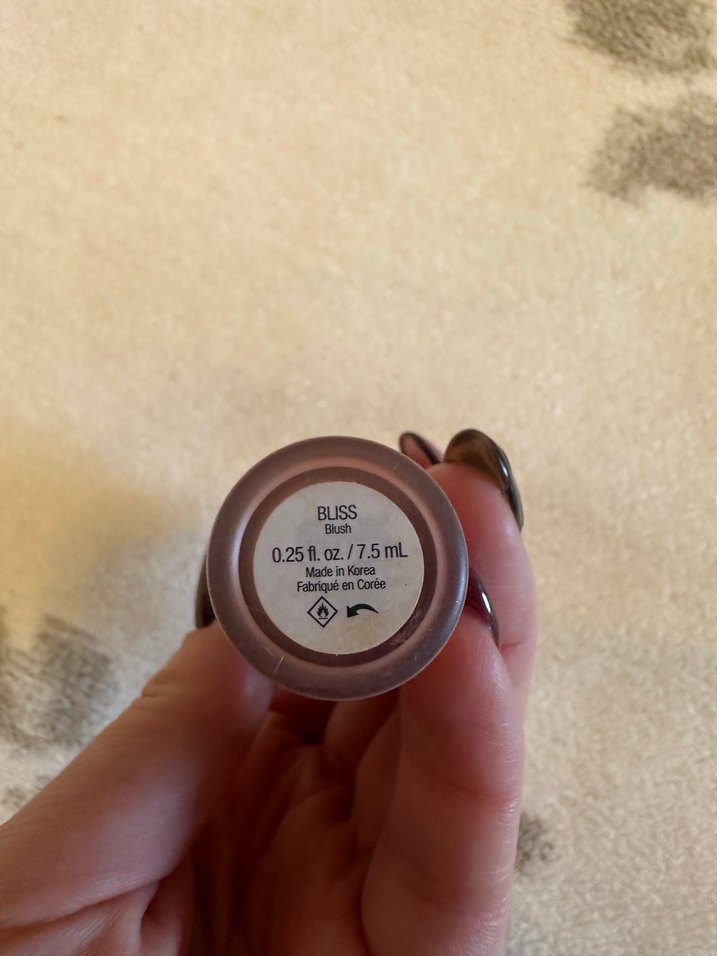 BLISS
Blush
0.25 fl. oz. / 7.5 mL
Made in Korea
Fabriqué en Corée